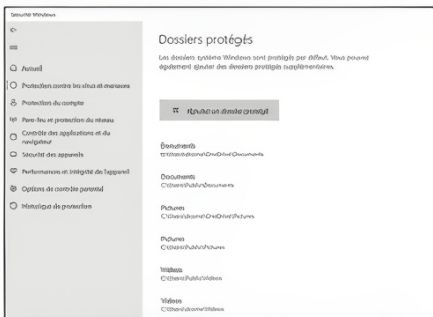 Sécurité Windows
Accueil
Protection contre les virus et menaces
Protection du compte
Pare-feu et protection du réseau
Contrôle des applications et du
navigateur
Sécurité des appareils
Performances et intégrité de l'appareil
Options de contrôle parental
Historique de protection
Dossiers protégés
Les dossiers système Windows sont protégés par défaut. Vous pouvez
également ajouter des dossiers protégés supplémentaires.
Ajouter un dossier protégé
Documents
OneDrive\Documents
Documents
C:\Users\Public\Documents
Pictures
OneDrive\Pictures
Pictures
C:\Users\Public\Pictures
Videos
C:\Users\Public\Videos
Videos